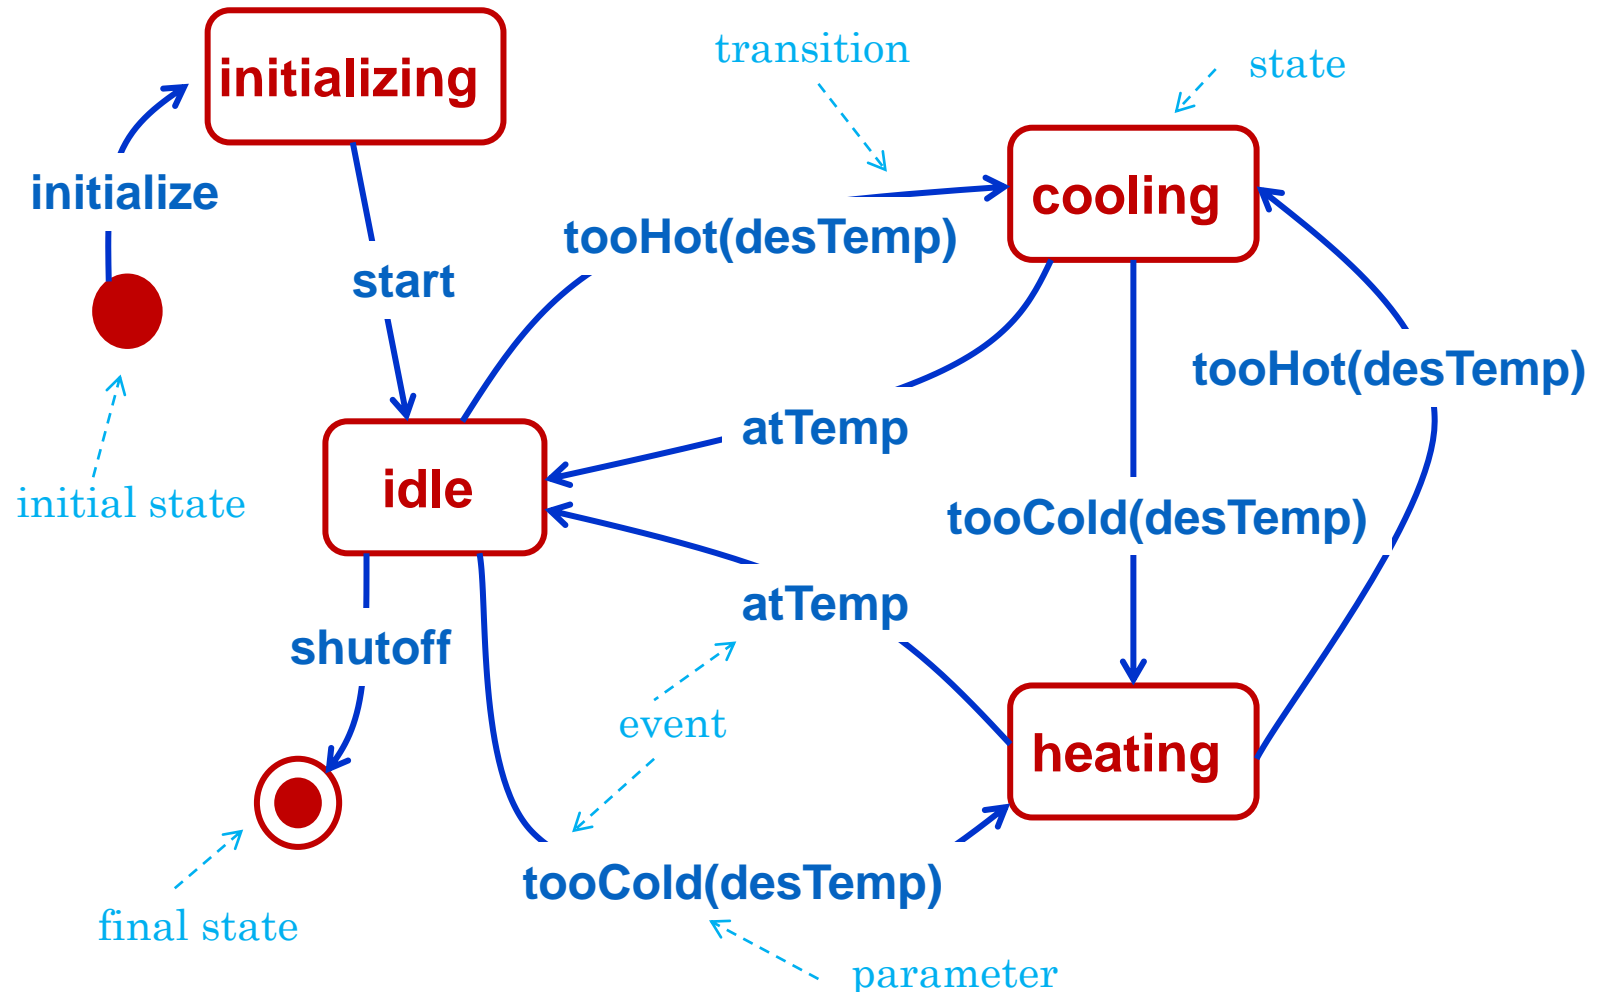 transition
state
initializing
cooling
initialize
tooHot(desTemp)
start
tooHot(desTemp)
atTemp
idle
initial state
tooCold(desTemp)
atTemp
shutoff
event
heating
tooCold(desTemp)
final state
parameter